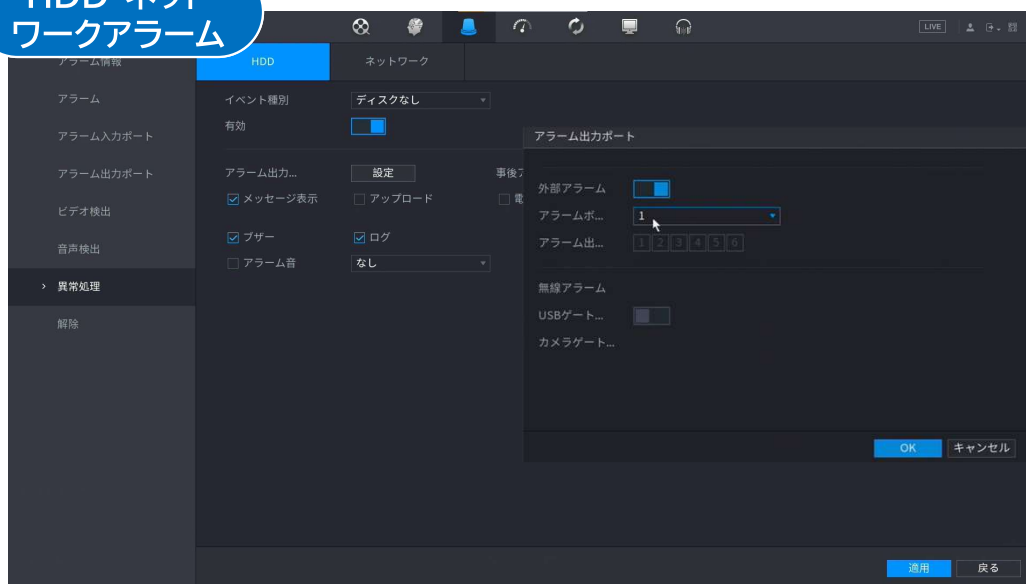 HDD ネット
ワークアラーム
LIVE
アラーム情報
アラーム
アラーム入力ポート
アラーム出力ポート
ビデオ検出
音声検出
異常処理
解除
HDD
ネットワーク
イベント種別
ディスクなし
有効
アラーム出力...
設定
事後
メッセージ表示
アップロード
電
ブザー
ログ
アラーム音
なし
アラーム出力ポート
外部アラーム
アラームポ...
1
アラーム出...
1 2 3 4 5 6
無線アラーム
USBゲート...
カメラゲート...
OK
キャンセル
適用
戻る